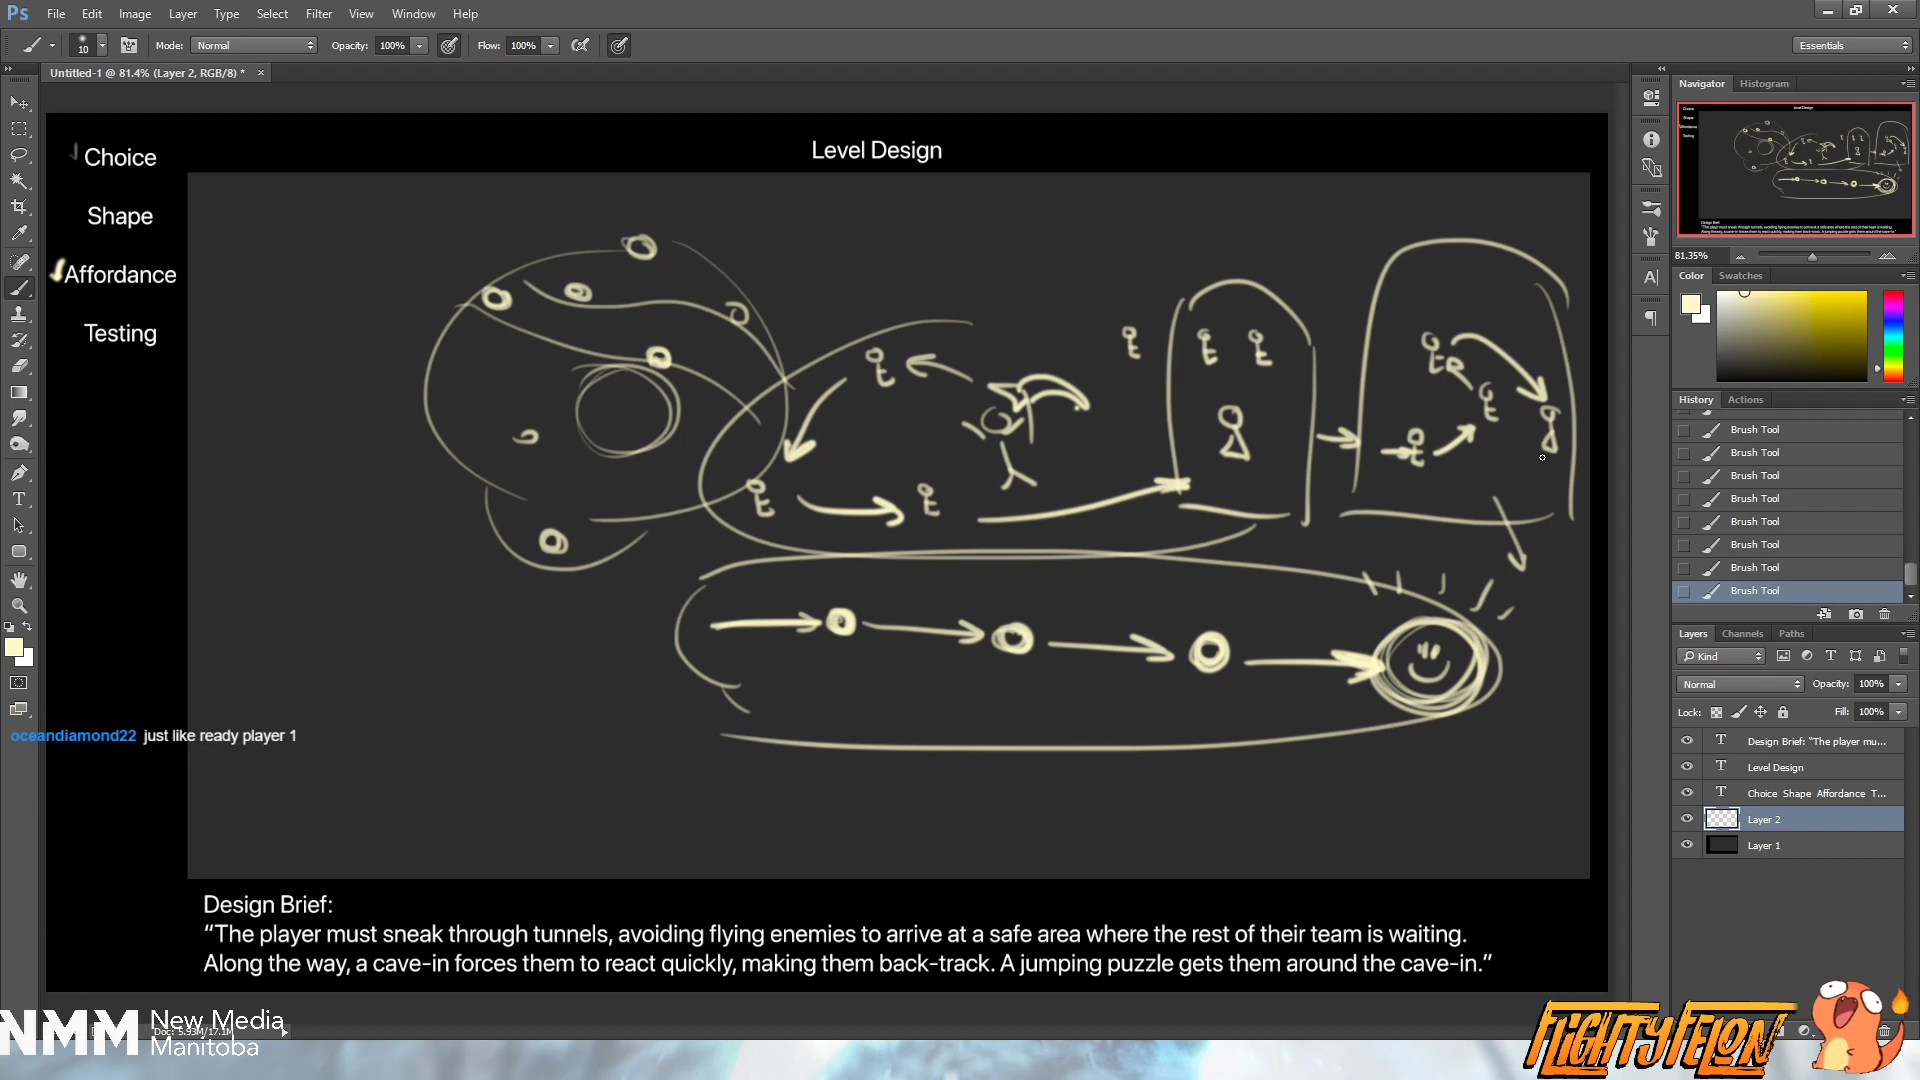 Ps File Edit Image Layer Type Select Filter View Window Help
10 Mode: Normal Opacity: 100% Flow: 100% Essentials
Untitled-1 @ 81.4% (Layer 2, RGB/8) *
Choice
Shape
Affordance
Testing
Level Design
oceandiamond22 just like ready player 1
Design Brief:
“The player must sneak through tunnels, avoiding flying enemies to arrive at a safe area where the rest of their team is waiting.
Along the way, a cave-in forces them to react quickly, making them back-track. A jumping puzzle gets them around the cave-in.”
NMM New Media
Manitoba
Doc: 5.93M/17.1M
Navigator Histogram
81.35%
Color Swatches
History Actions
Brush Tool
Brush Tool
Brush Tool
Brush Tool
Brush Tool
Brush Tool
Brush Tool
Brush Tool
Layers Channels Paths
Kind
Normal Opacity: 100%
Lock: Fill: 100%
Design Brief: “The player mu...
Level Design
Choice Shape Affordance T...
Layer 2
Layer 1
FLIGHTYFELON